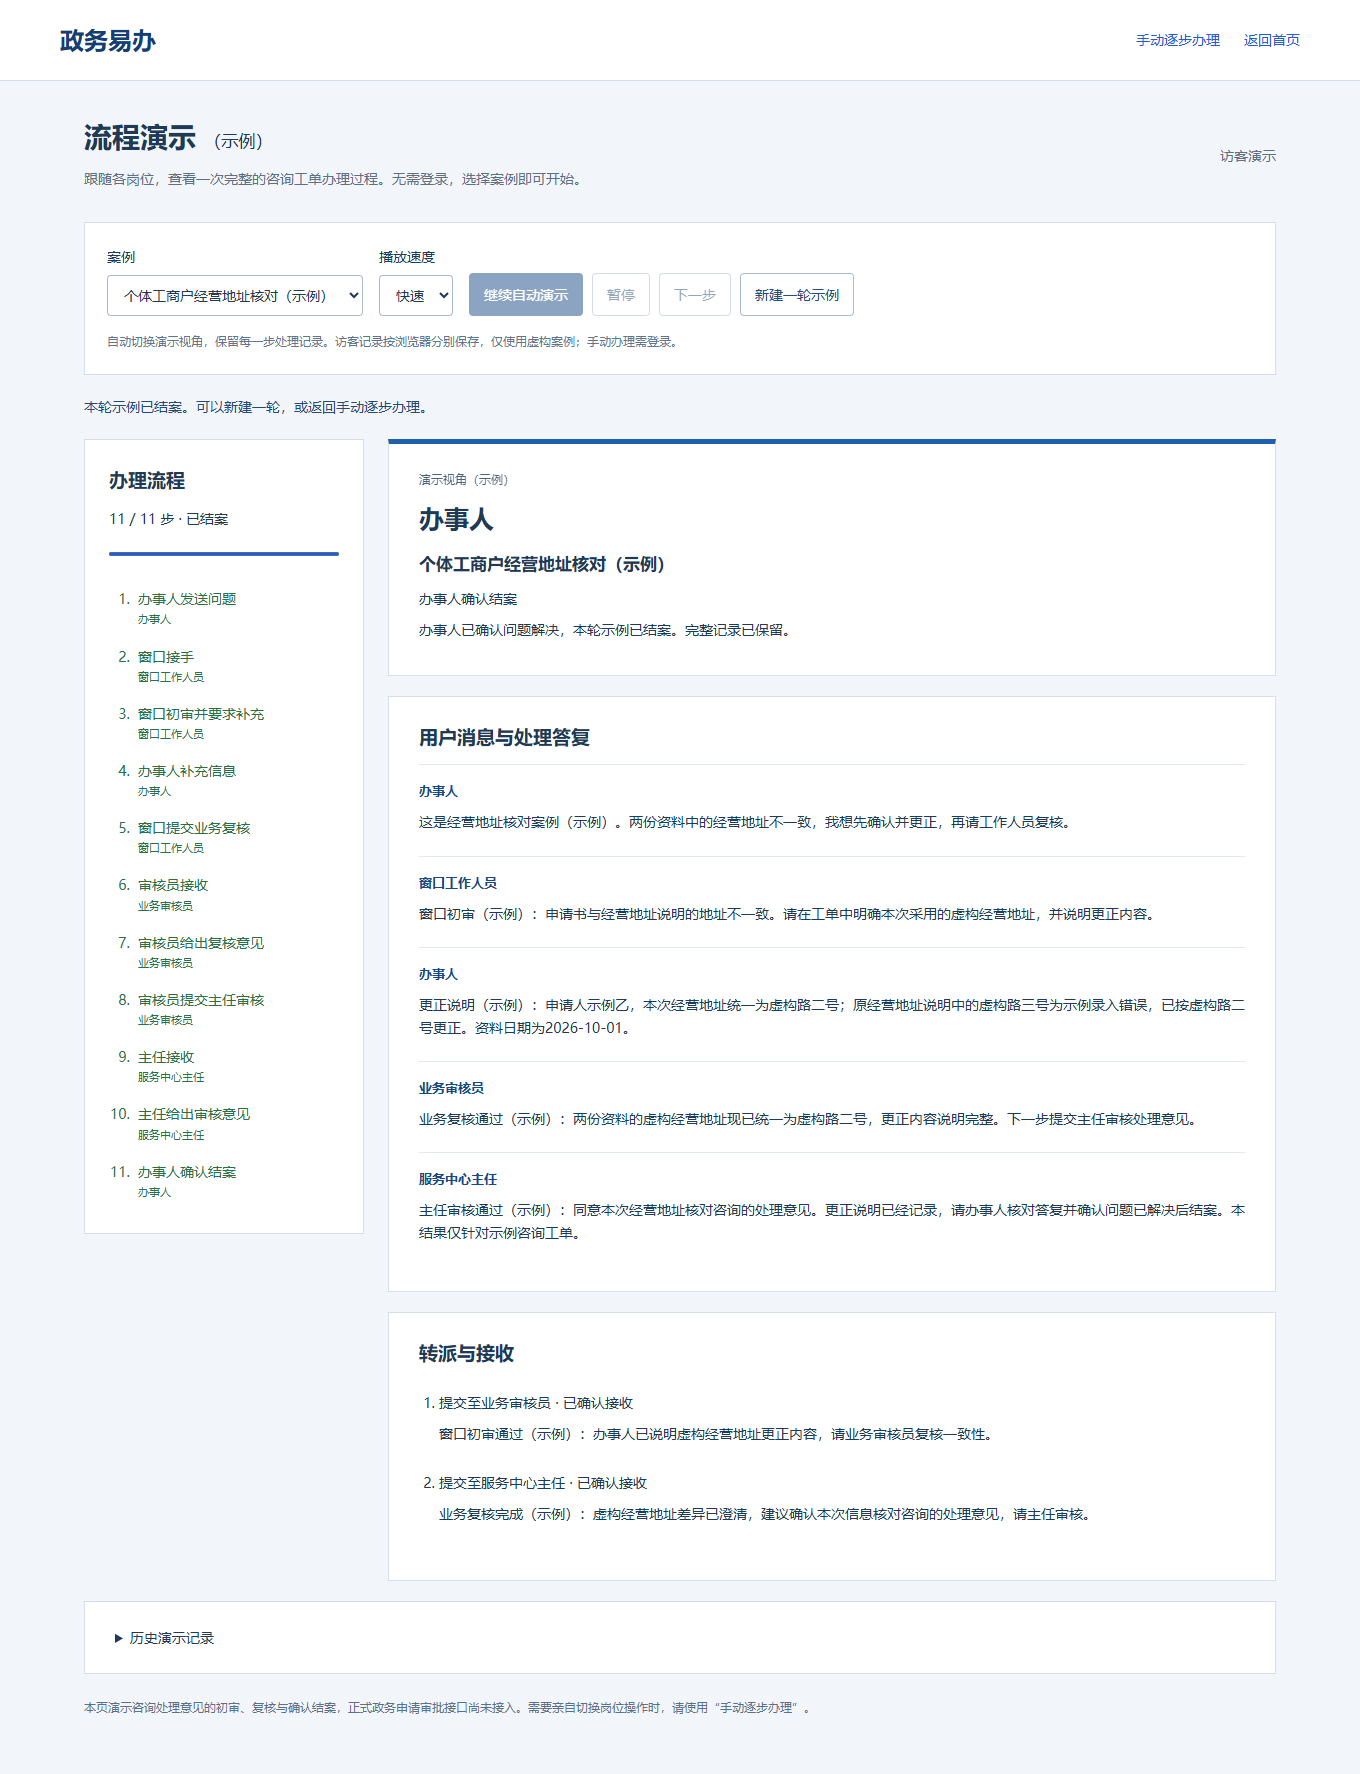 政务易办
手动逐步办理 返回首页
流程演示 （示例）
访客演示
跟随各岗位，查看一次完整的咨询工单办理过程。无需登录，选择案例即可开始。
案例 播放速度
个体工商户经营地址核对（示例） 快速 继续自动演示 暂停 下一步 新建一轮示例
自动切换演示视角，保留每一步处理记录。访客记录按浏览器分别保存，仅使用虚构案例；手动办理需登录。
本轮示例已结案。可以新建一轮，或返回手动逐步办理。
办理流程
11 / 11 步 · 已结案
1. 办事人发送问题
办事人
2. 窗口接手
窗口工作人员
3. 窗口初审并要求补充
窗口工作人员
4. 办事人补充信息
办事人
5. 窗口提交业务复核
窗口工作人员
6. 审核员接收
业务审核员
7. 审核员给出复核意见
业务审核员
8. 审核员提交主任审核
业务审核员
9. 主任接收
服务中心主任
10. 主任给出审核意见
服务中心主任
11. 办事人确认结案
办事人
演示视角（示例）
办事人
个体工商户经营地址核对（示例）
办事人确认结案
办事人已确认问题解决，本轮示例已结案。完整记录已保留。
用户消息与处理答复
办事人
这是经营地址核对案例（示例）。两份资料中的经营地址不一致，我想先确认并更正，再请工作人员复核。
窗口工作人员
窗口初审（示例）：申请书与经营地址说明的地址不一致。请在工单中明确本次采用的虚构经营地址，并说明更正内容。
办事人
更正说明（示例）：申请人示例乙，本次经营地址统一为虚构路二号；原经营地址说明中的虚构路三号为示例录入错误，已按虚构路二
号更正。资料日期为2026-10-01。
业务审核员
业务复核通过（示例）：两份资料的虚构经营地址现已统一为虚构路二号，更正内容说明完整。下一步提交主任审核处理意见。
服务中心主任
主任审核通过（示例）：同意本次经营地址核对咨询的处理意见。更正说明已经记录，请办事人核对答复并确认问题已解决后结案。本
结果仅针对示例咨询工单。
转派与接收
1. 提交至业务审核员 · 已确认接收
窗口初审通过（示例）：办事人已说明虚构经营地址更正内容，请业务审核员复核一致性。
2. 提交至服务中心主任 · 已确认接收
业务复核完成（示例）：虚构经营地址差异已澄清，建议确认本次信息核对咨询的处理意见，请主任审核。
▶ 历史演示记录
本页演示咨询处理意见的初审、复核与确认结案，正式政务申请审批接口尚未接入。需要亲自切换岗位操作时，请使用“手动逐步办理”。